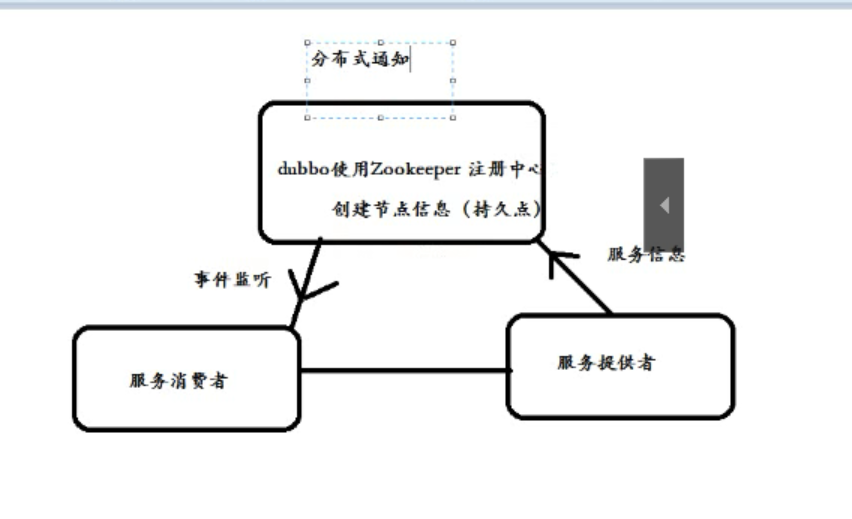 分布式通知
dubbo使用Zookeeper 注册中心
创建节点信息（持久点）
服务信息
事件监听
服务提供者
服务消费者